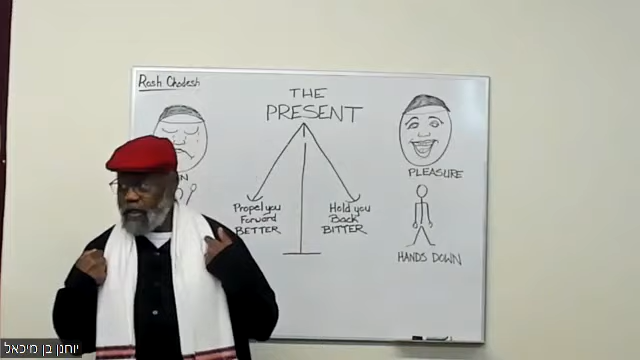 Rosh Chodesh
THE
PRESENT
Propel you
Forward
BETTER
Hold you
Back
BITTER
PLEASURE
HANDS DOWN
יוחנן בן מיכאל